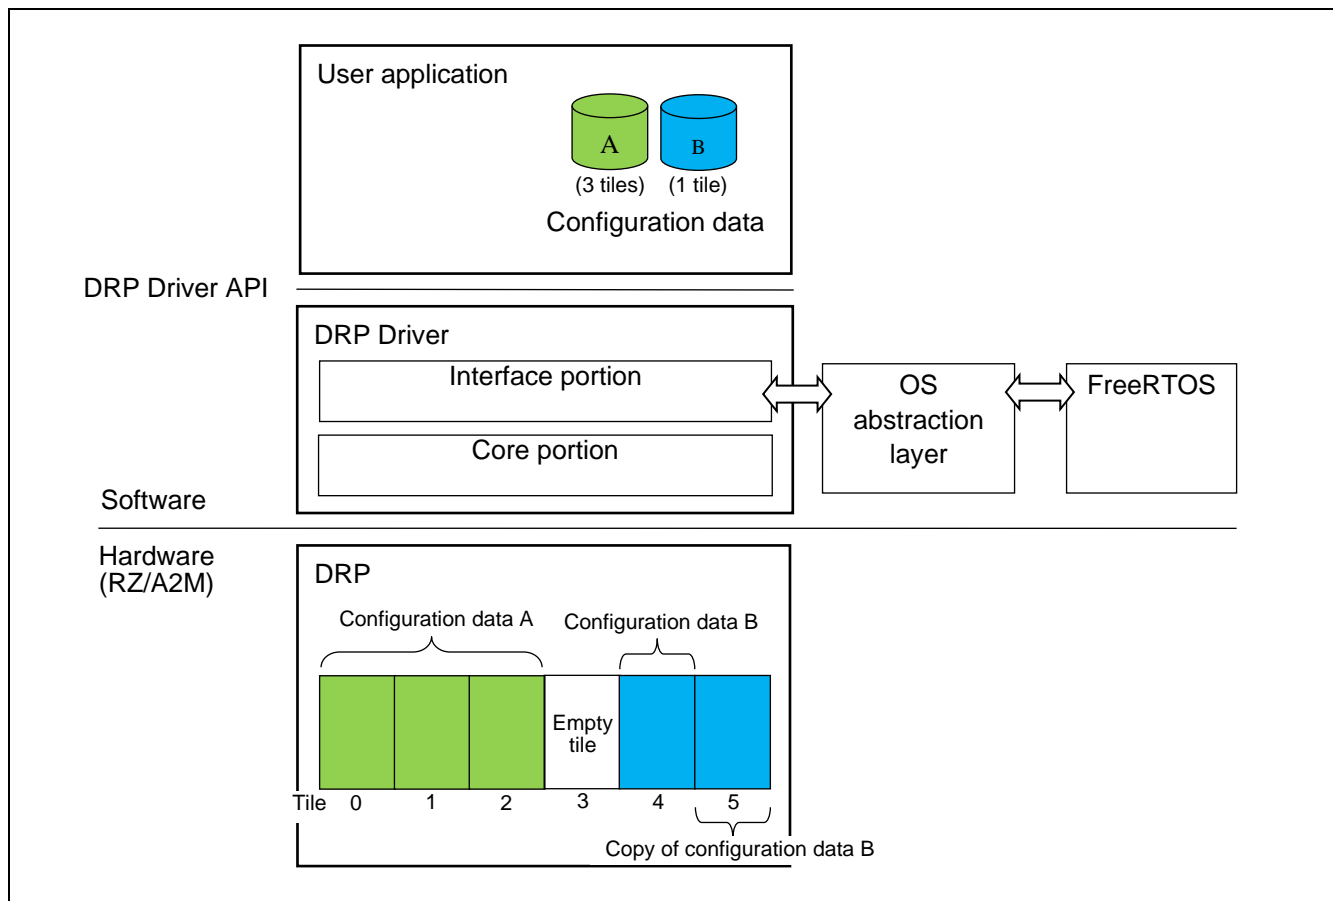 User application
A
B
(3 tiles)
(1 tile)
Configuration data
DRP Driver API
DRP Driver
Interface portion
Core portion
OS
abstraction
layer
FreeRTOS
Software
Hardware
(RZ/A2M)
DRP
Configuration data A
Configuration data B
Empty
tile
Tile 0 1 2 3 4 5
Copy of configuration data B